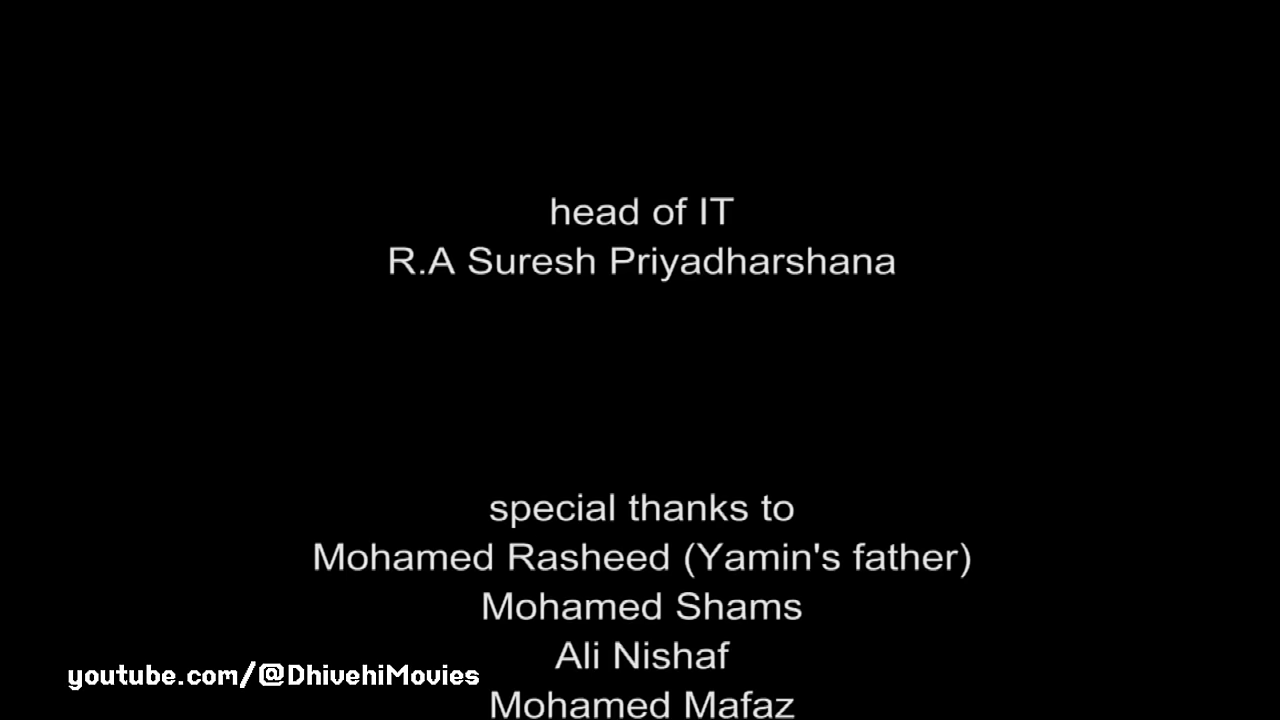 head of IT
R.A Suresh Priyadharshana
special thanks to
Mohamed Rasheed (Yamin's father)
Mohamed Shams
Ali Nishaf
youtube.com/@DhivehiMovies
Mohamed Mafaz